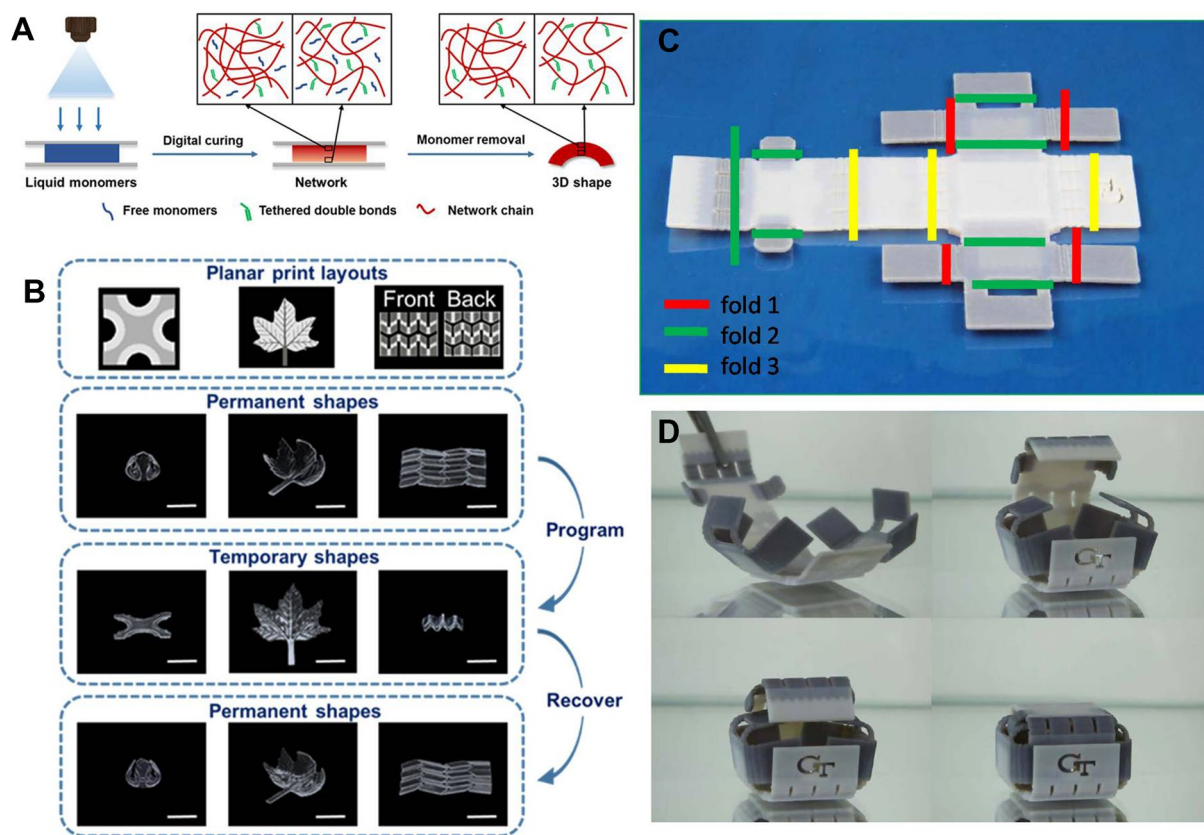 A
Digital curing
Monomer removal
Liquid monomers
Network
3D shape
Free monomers
Tethered double bonds
Network chain
B
Planar print layouts
Front
Back
Permanent shapes
Program
Temporary shapes
Recover
Permanent shapes
C
fold 1
fold 2
fold 3
D
GT
GT
GT